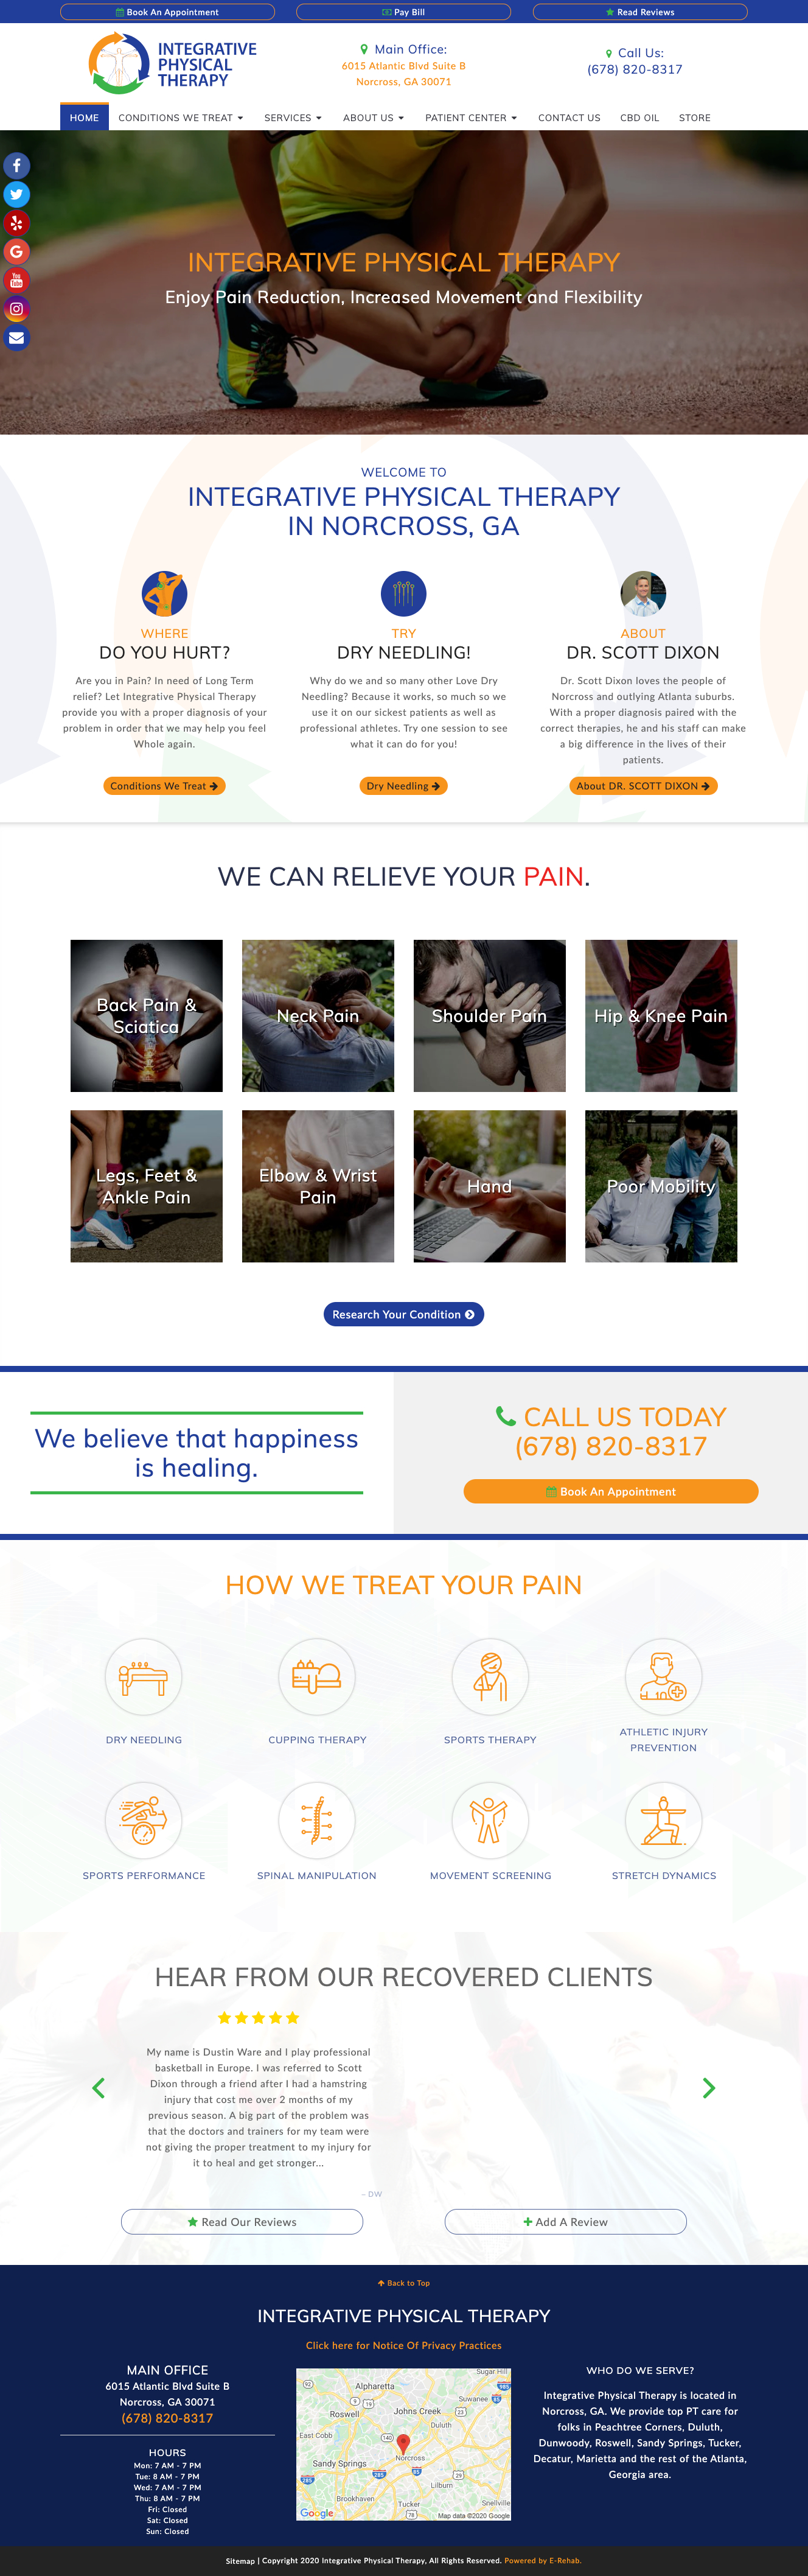 Book An Appointment
Pay Bill
Read Reviews
INTEGRATIVE
PHYSICAL
THERAPY
Main Office:
6015 Atlantic Blvd Suite B
Norcross, GA 30071
Call Us:
(678) 820-8317
HOME
CONDITIONS WE TREAT
SERVICES
ABOUT US
PATIENT CENTER
CONTACT US
CBD OIL
STORE
INTEGRATIVE PHYSICAL THERAPY
Enjoy Pain Reduction, Increased Movement and Flexibility
WELCOME TO
INTEGRATIVE PHYSICAL THERAPY
IN NORCROSS, GA
WHERE
DO YOU HURT?
Are you in Pain? In need of Long Term
relief? Let Integrative Physical Therapy
provide you with a proper diagnosis of your
problem in order that we may help you feel
Whole again.
Conditions We Treat
TRY
DRY NEEDLING!
Why do we and so many other Love Dry
Needling? Because it works, so much so we
use it on our sickest patients as well as
professional athletes. Try one session to see
what it can do for you!
Dry Needling
ABOUT
DR. SCOTT DIXON
Dr. Scott Dixon loves the people of
Norcross and outlying Atlanta suburbs.
With a proper diagnosis paired with the
correct therapies, he and his staff can make
a big difference in the lives of their
patients.
About DR. SCOTT DIXON
WE CAN RELIEVE YOUR PAIN.
Back Pain &
Sciatica
Neck Pain
Shoulder Pain
Hip & Knee Pain
Legs, Feet &
Ankle Pain
Elbow & Wrist
Pain
Hand
Poor Mobility
Research Your Condition
We believe that happiness
is healing.
CALL US TODAY
(678) 820-8317
Book An Appointment
HOW WE TREAT YOUR PAIN
DRY NEEDLING
CUPPING THERAPY
SPORTS THERAPY
ATHLETIC INJURY
PREVENTION
SPORTS PERFORMANCE
SPINAL MANIPULATION
MOVEMENT SCREENING
STRETCH DYNAMICS
HEAR FROM OUR RECOVERED CLIENTS
My name is Dustin Ware and I play professional
basketball in Europe. I was referred to Scott
Dixon through a friend after I had a hamstring
injury that cost me over 2 months of my
previous season. A big part of the problem was
that the doctors and trainers for my team were
not giving the proper treatment to my injury for
it to heal and get stronger...
– DW
Read Our Reviews
Add A Review
Back to Top
INTEGRATIVE PHYSICAL THERAPY
Click here for Notice Of Privacy Practices
MAIN OFFICE
6015 Atlantic Blvd Suite B
Norcross, GA 30071
(678) 820-8317
HOURS
Mon: 7 AM - 7 PM
Tue: 8 AM - 7 PM
Wed: 7 AM - 7 PM
Thu: 8 AM - 7 PM
Fri: Closed
Sat: Closed
Sun: Closed
Sugar Hill
Alpharetta
Suwanee
Roswell
Johns Creek
Duluth
East Cobb
Norcross
Sandy Springs
Lilburn
Brookhaven
Tucker
Snellville
Google
Map data ©2020 Google
WHO DO WE SERVE?
Integrative Physical Therapy is located in
Norcross, GA. We provide top PT care for
folks in Peachtree Corners, Duluth,
Dunwoody, Roswell, Sandy Springs, Tucker,
Decatur, Marietta and the rest of the Atlanta,
Georgia area.
Sitemap | Copyright 2020 Integrative Physical Therapy, All Rights Reserved. Powered by E-Rehab.